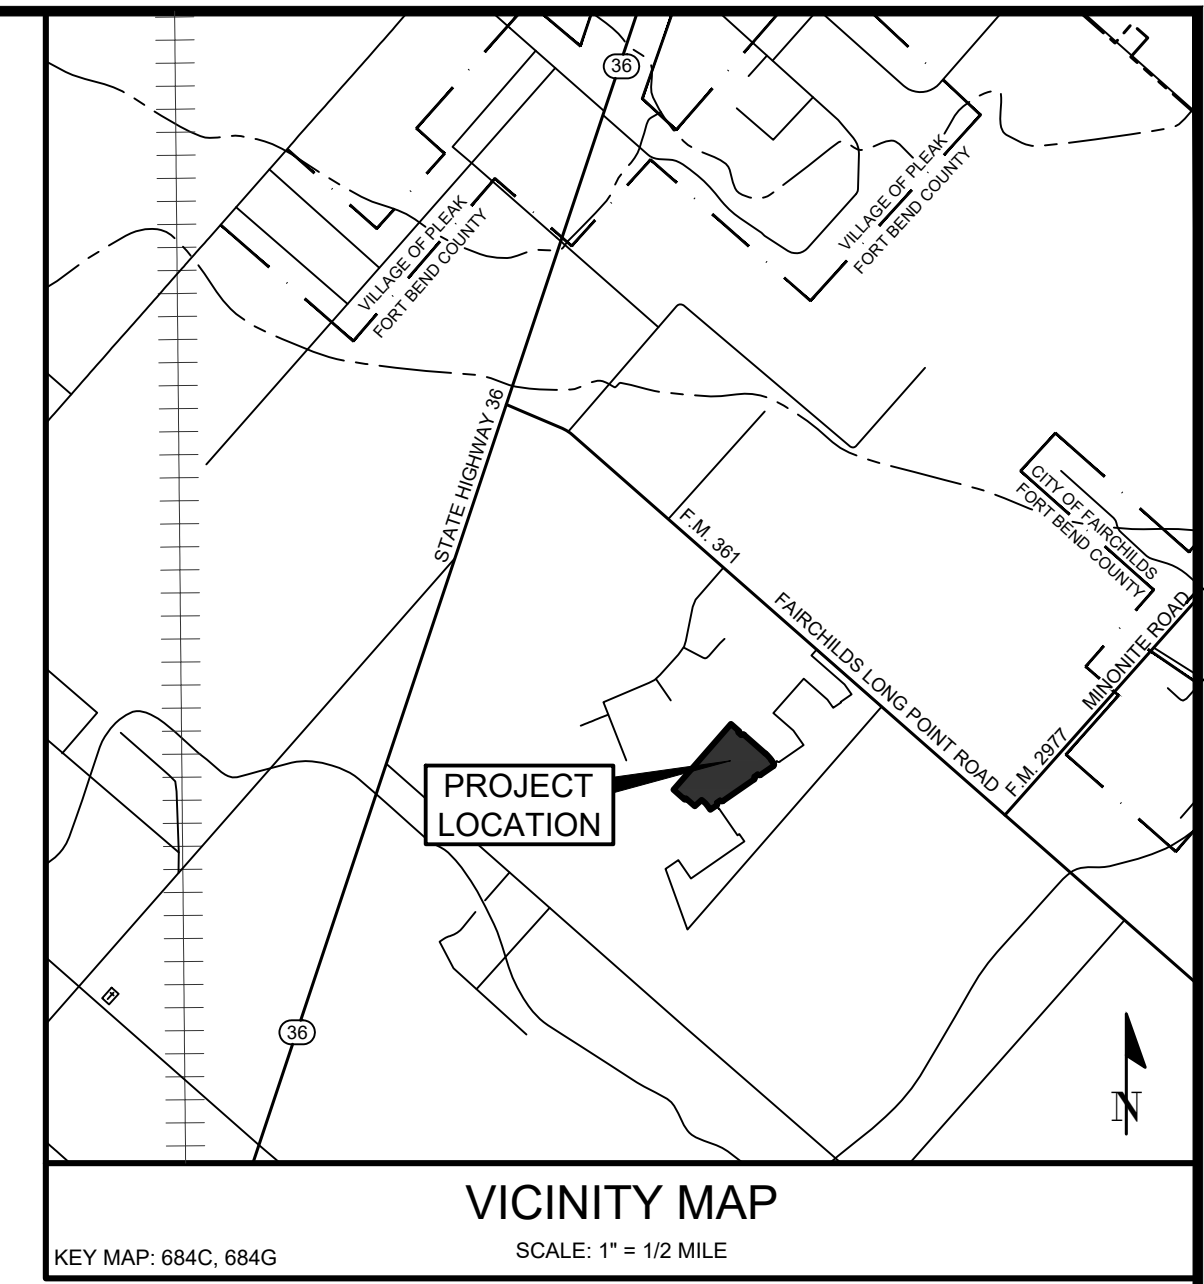 36
VILLAGE OF PLEAK
FORT BEND COUNTY
VILLAGE OF PLEAK
FORT BEND COUNTY
STATE HIGHWAY 36
CITY OF FAIRCHILDS
FORT BEND COUNTY
F.M. 361
FAIRCHILDS LONG POINT ROAD
MINONITE ROAD
F.M. 2977
PROJECT
LOCATION
36
N
VICINITY MAP
SCALE: 1" = 1/2 MILE
KEY MAP: 684C, 684G